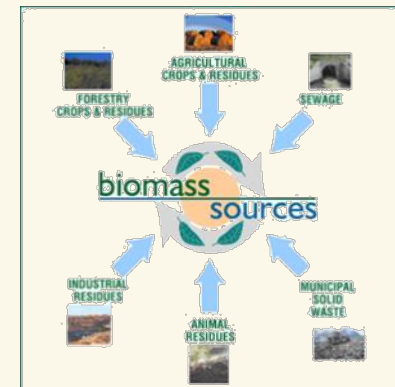 AGRICULTURAL
CROPS & RESIDUES
FORESTRY
CROPS & RESIDUES
SEWAGE
biomass
sources
INDUSTRIAL
RESIDUES
ANIMAL
RESIDUES
MUNICIPAL
SOLID
WASTE